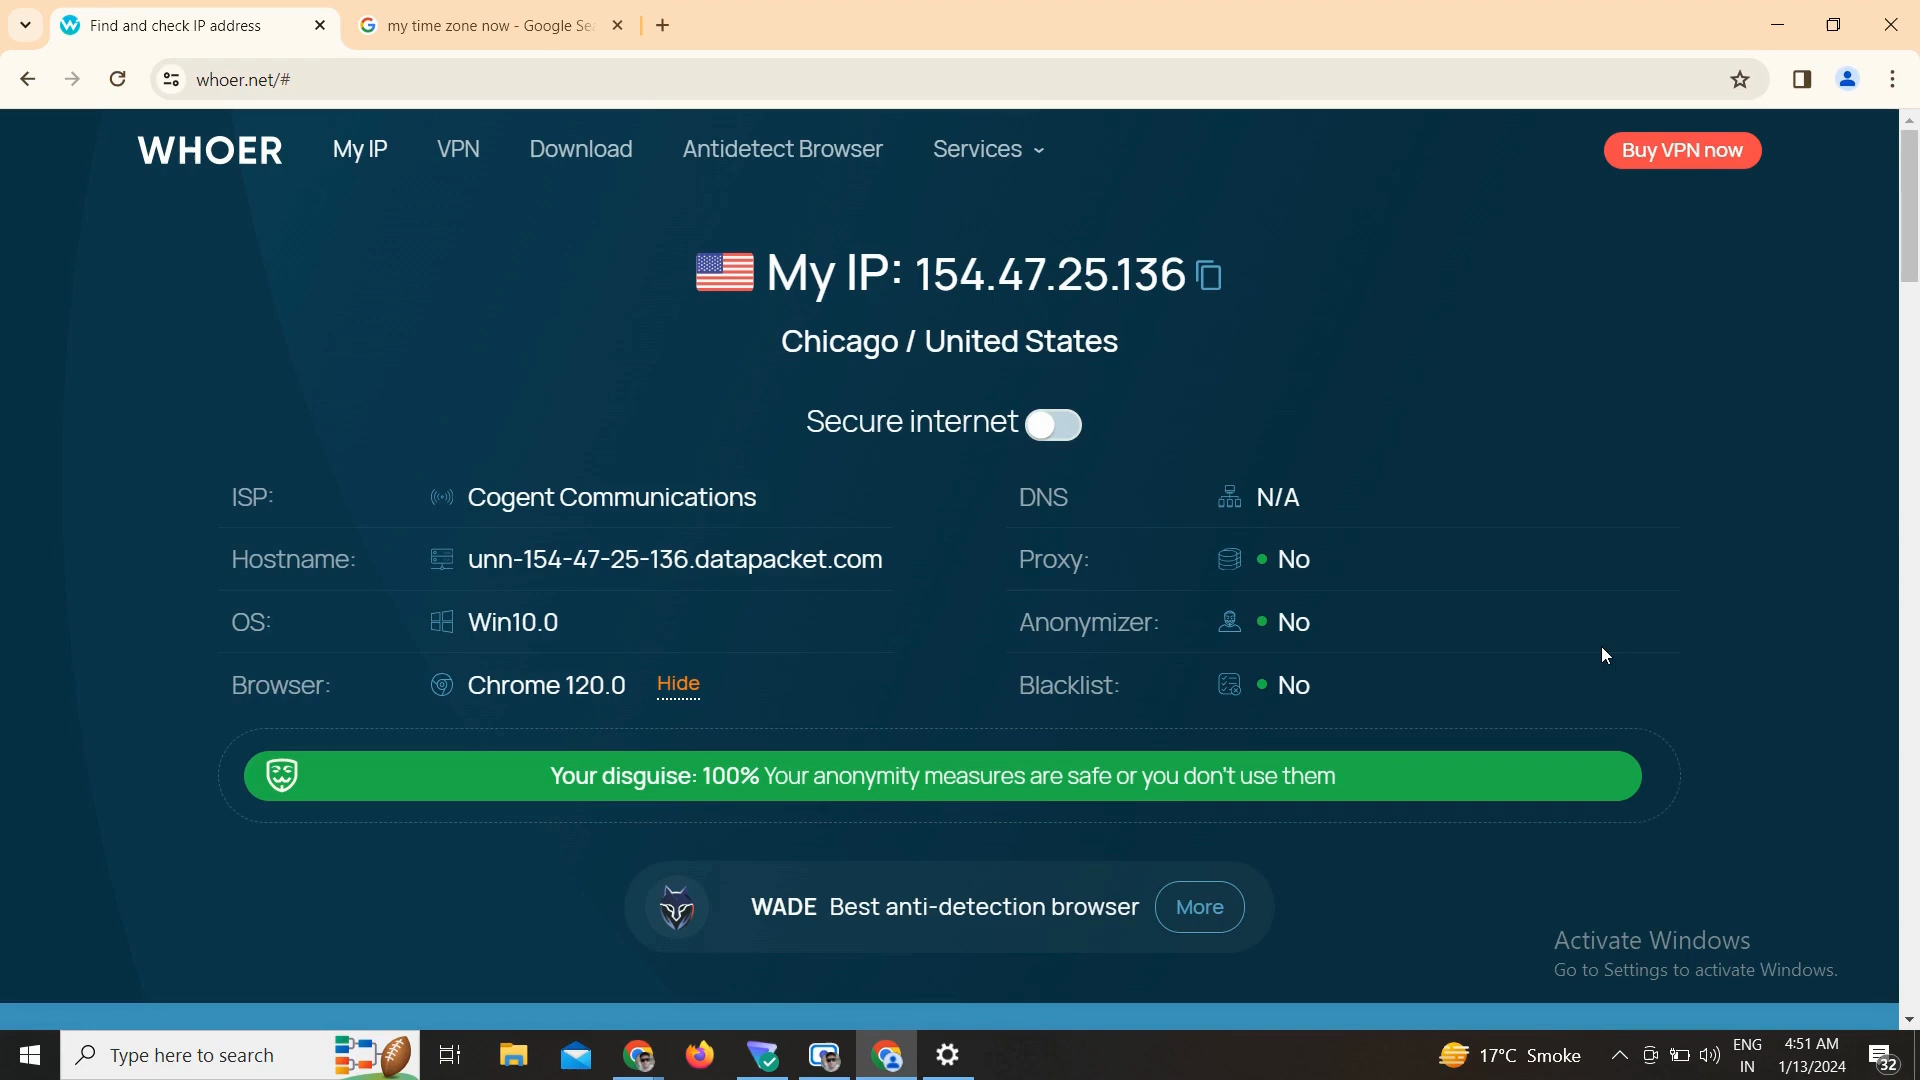 Find and check IP address
my time zone now - Google Se
whoer.net/#
WHOER
My IP
VPN
Download
Antidetect Browser
Services
Buy VPN now
My IP: 154.47.25.136
Chicago / United States
Secure internet
ISP: Cogent Communications
DNS N/A
Hostname: unn-154-47-25-136.datapacket.com
Proxy: No
OS: Win10.0
Anonymizer: No
Browser: Chrome 120.0 Hide
Blacklist: No
Your disguise: 100% Your anonymity measures are safe or you don't use them
WADE Best anti-detection browser More
Activate Windows
Go to Settings to activate Windows.
Type here to search
17°C Smoke
ENG
IN
4:51 AM
1/13/2024
32